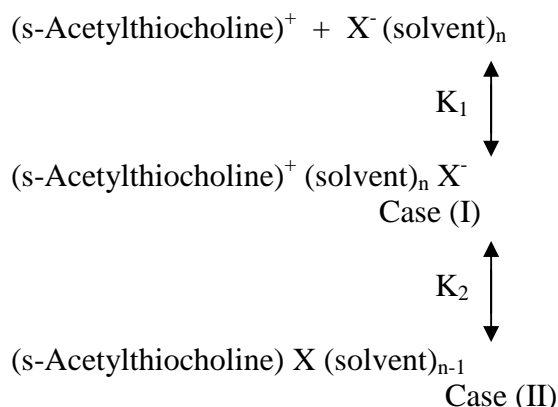 (s-Acetylthiocholine)⁺ + X⁻ (solvent)ₙ
K₁
(s-Acetylthiocholine)⁺ (solvent)ₙ X⁻
Case (I)
K₂
(s-Acetylthiocholine) X (solvent)ₙ₋₁
Case (II)